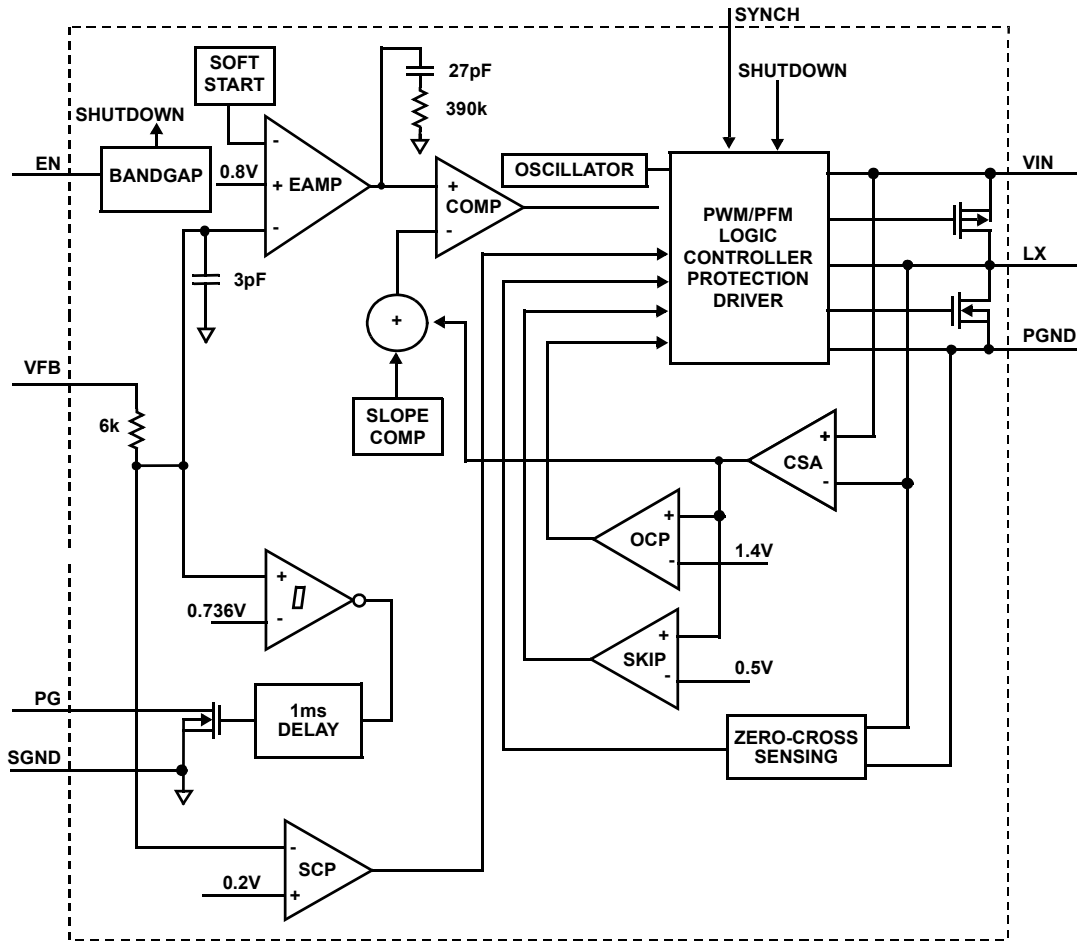 SYNCH
SHUTDOWN
SOFT
START
27pF
390k
SHUTDOWN
EN
BANDGAP
0.8V
-
+
-
EAMP
3pF
+
-
COMP
OSCILLATOR
PWM/PFM
LOGIC
CONTROLLER
PROTECTION
DRIVER
VIN
LX
PGND
+
SLOPE
COMP
VFB
6k
+
-
CSA
+
-
OCP
1.4V
+
-
0.736V
+
-
SKIP
0.5V
PG
1ms
DELAY
SGND
ZERO-CROSS
SENSING
-
+
SCP
0.2V